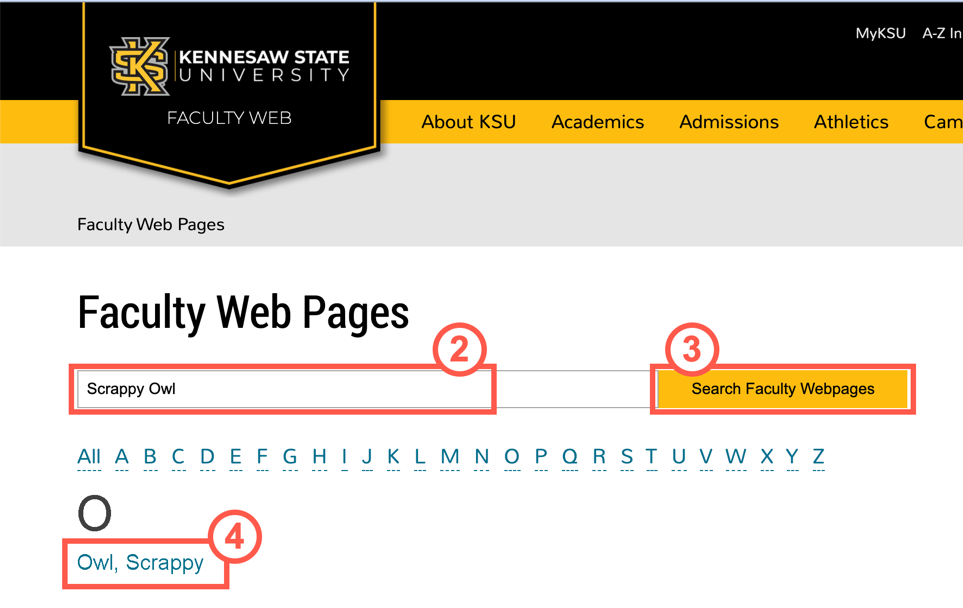 MyKSU A-Z In
KENNESAW STATE
UNIVERSITY
FACULTY WEB
About KSU Academics Admissions Athletics Cam
Faculty Web Pages
Faculty Web Pages
2
3
Scrappy Owl Search Faculty Webpages
All A B C D E F G H I J K L M N O P Q R S T U V W X Y Z
O
4
Owl, Scrappy